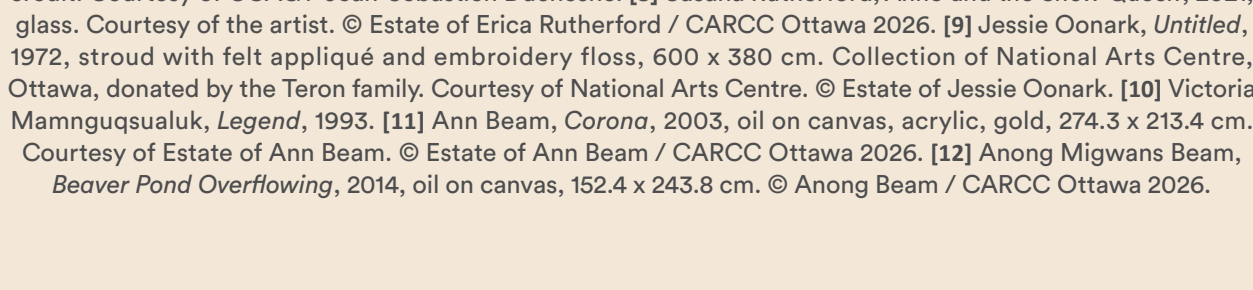 glass. Courtesy of the artist. © Estate of Erica Rutherford / CARCC Ottawa 2026. [9] Jessie Oonark, Untitled,
1972, stroud with felt appliqué and embroidery floss, 600 x 380 cm. Collection of National Arts Centre,
Ottawa, donated by the Teron family. Courtesy of National Arts Centre. © Estate of Jessie Oonark. [10] Victoria
Mamnguqsualuk, Legend, 1993. [11] Ann Beam, Corona, 2003, oil on canvas, acrylic, gold, 274.3 x 213.4 cm.
Courtesy of Estate of Ann Beam. © Estate of Ann Beam / CARCC Ottawa 2026. [12] Anong Migwans Beam,
Beaver Pond Overflowing, 2014, oil on canvas, 152.4 x 243.8 cm. © Anong Beam / CARCC Ottawa 2026.